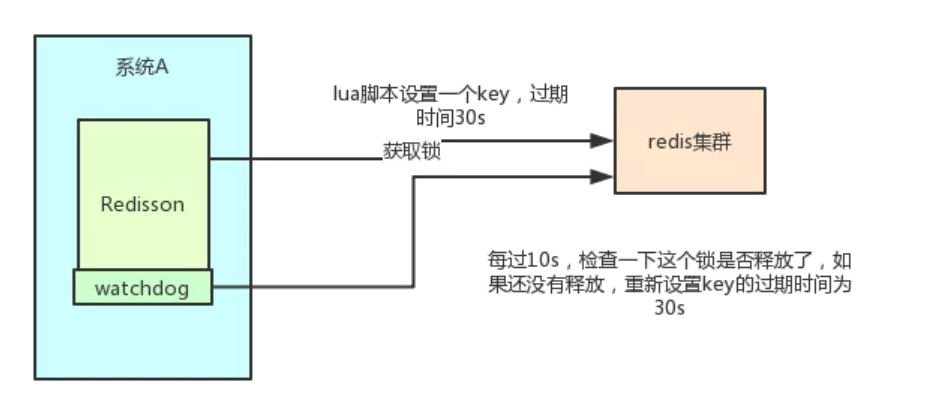 系统A
lua脚本设置一个key，过期
时间30s
获取锁
redis集群
Redisson
watchdog
每过10s，检查一下这个锁是否释放了，如
果还没有释放，重新设置key的过期时间为
30s